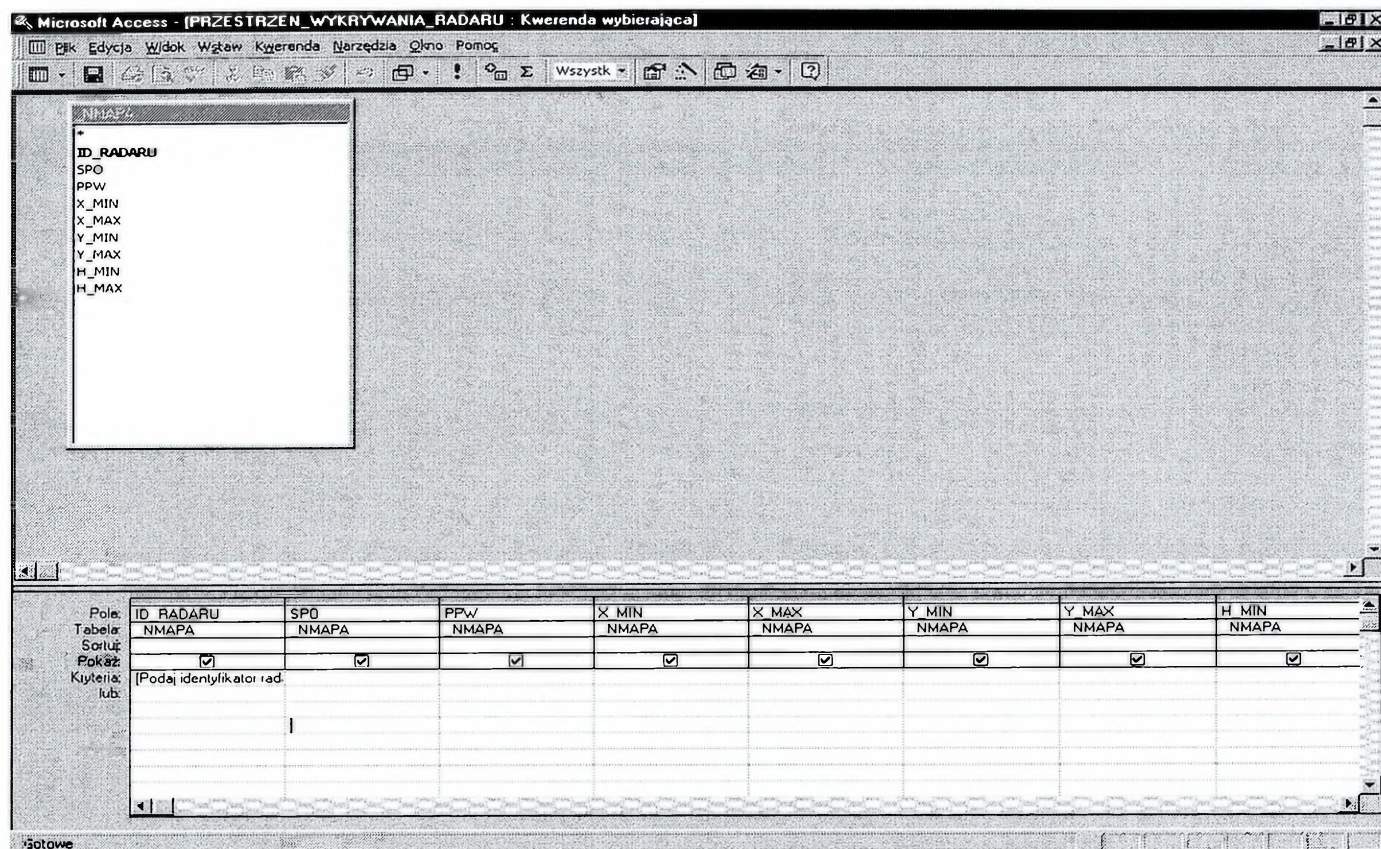 Microsoft Access - [PRZESTRZEN_WYKRYWANIA_RADARU : Kwerenda wybierająca]
Plik Edycja Widok Wstaw Kwerenda Narzędzia Okno Pomoc
Wszystk
*
ID_RADARU
SPO
PPW
X_MIN
X_MAX
Y_MIN
Y_MAX
H_MIN
H_MAX
Pole: ID_RADARU SPO PPW X_MIN X_MAX Y_MIN Y_MAX H_MIN
Tabela: NMAPA NMAPA NMAPA NMAPA NMAPA NMAPA NMAPA NMAPA
Sortuj:
Pokaż:
Kryteria: [Podaj identyfikator rad
lub:
Gotowe